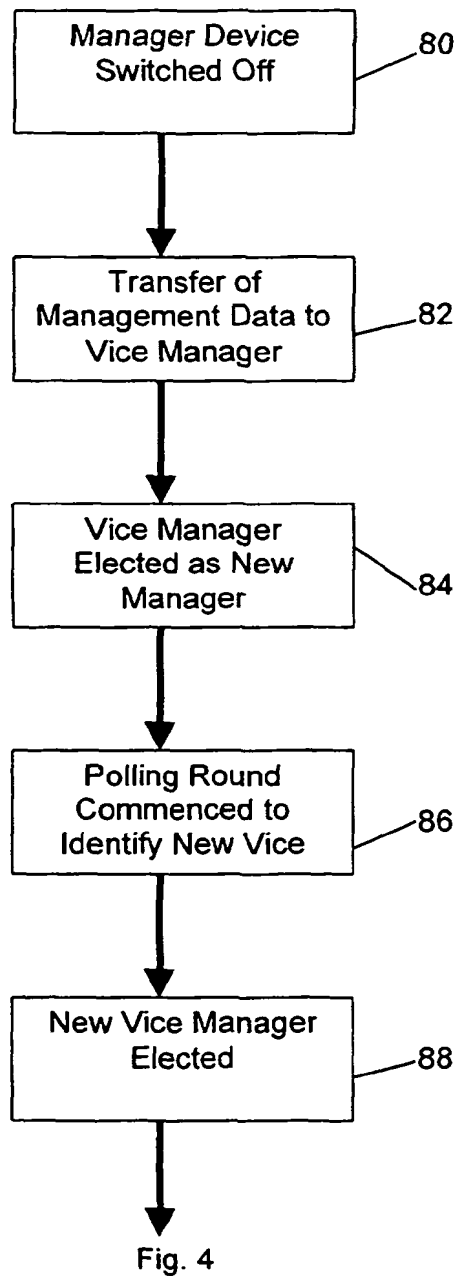 Manager Device
Switched Off
80
Transfer of
Management Data to
Vice Manager
82
Vice Manager
Elected as New
Manager
84
Polling Round
Commenced to
Identify New Vice
86
New Vice Manager
Elected
88
Fig. 4